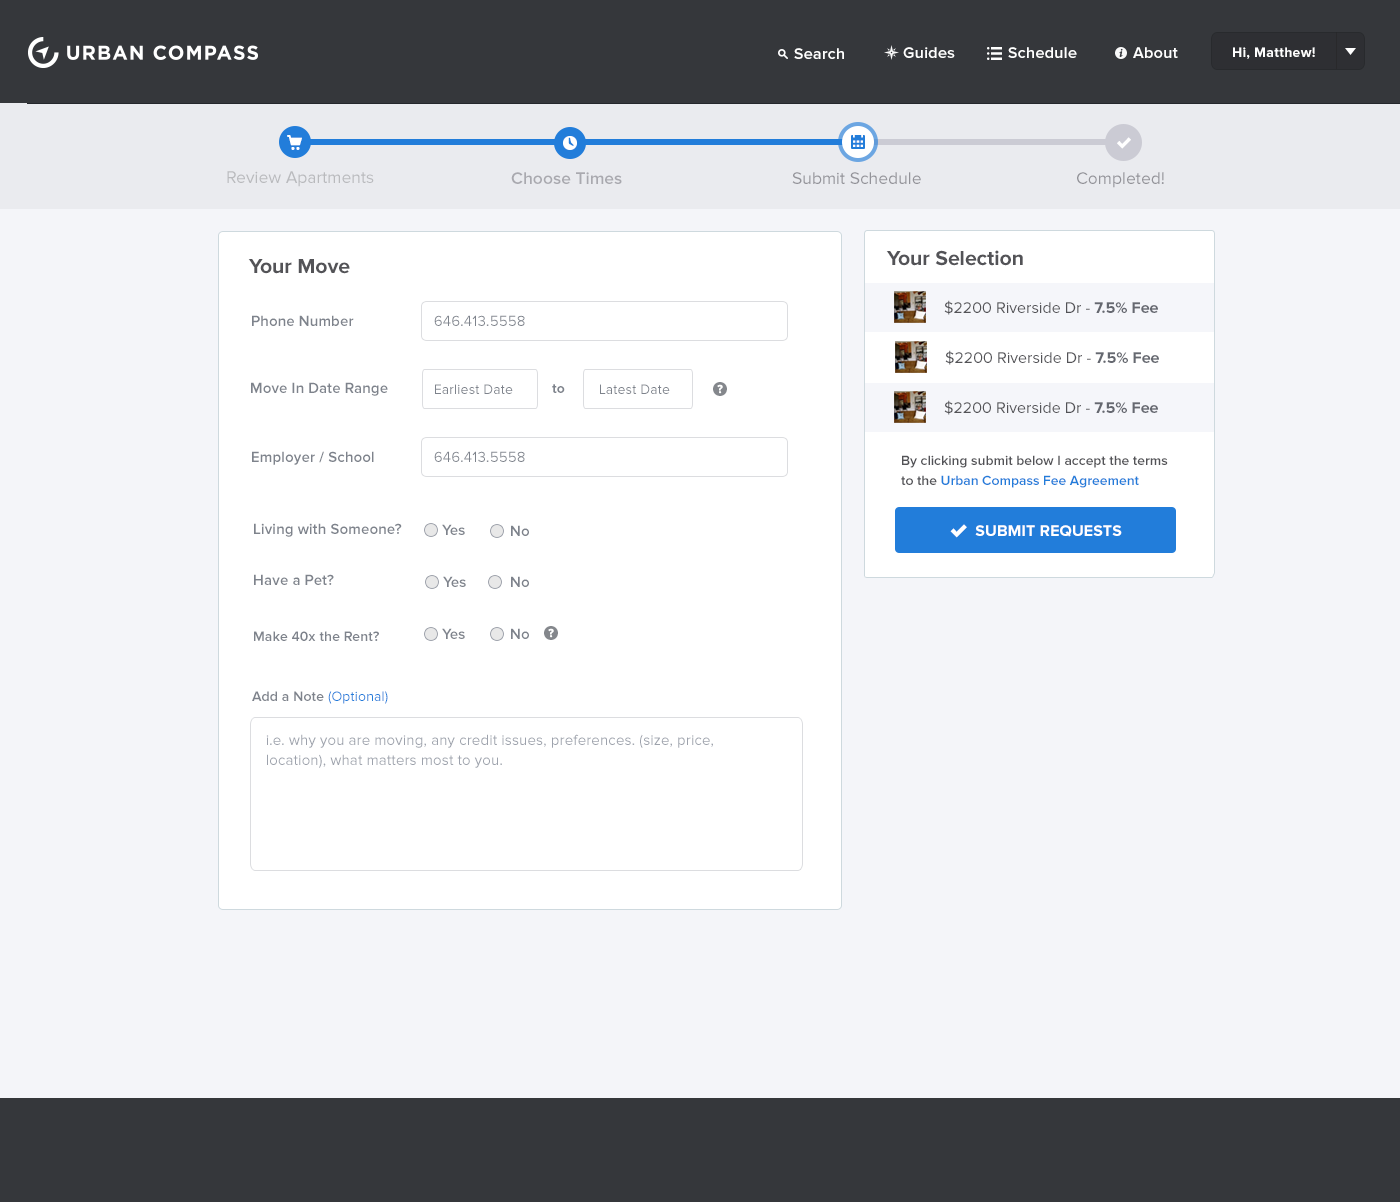 URBAN COMPASS
Search Guides Schedule About Hi, Matthew!
Review Apartments Choose Times Submit Schedule Completed!
Your Move
Phone Number 646.413.5558
Move In Date Range Earliest Date to Latest Date ?
Employer / School 646.413.5558
Living with Someone? Yes No
Have a Pet? Yes No
Make 40x the Rent? Yes No ?
Add a Note (Optional)
i.e. why you are moving, any credit issues, preferences. (size, price,
location), what matters most to you.
Your Selection
$2200 Riverside Dr - 7.5% Fee
$2200 Riverside Dr - 7.5% Fee
$2200 Riverside Dr - 7.5% Fee
By clicking submit below I accept the terms
to the Urban Compass Fee Agreement
SUBMIT REQUESTS